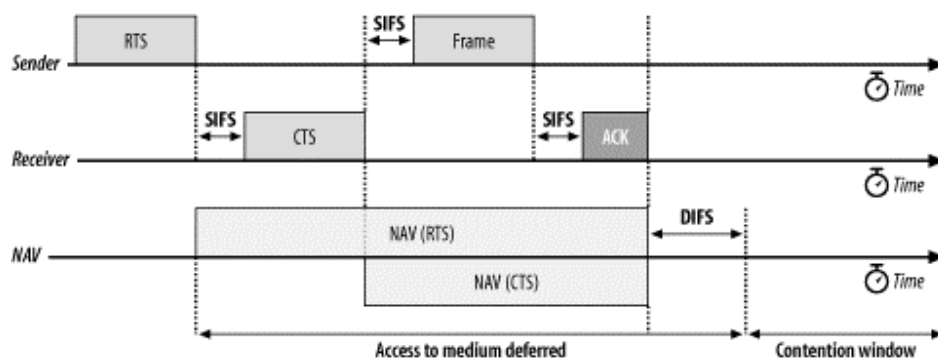 SIFS
RTS
Frame
Sender
Time
SIFS
SIFS
CTS
ACK
Receiver
Time
NAV (RTS)
DIFS
NAV
NAV (CTS)
Time
Access to medium deferred
Contention window